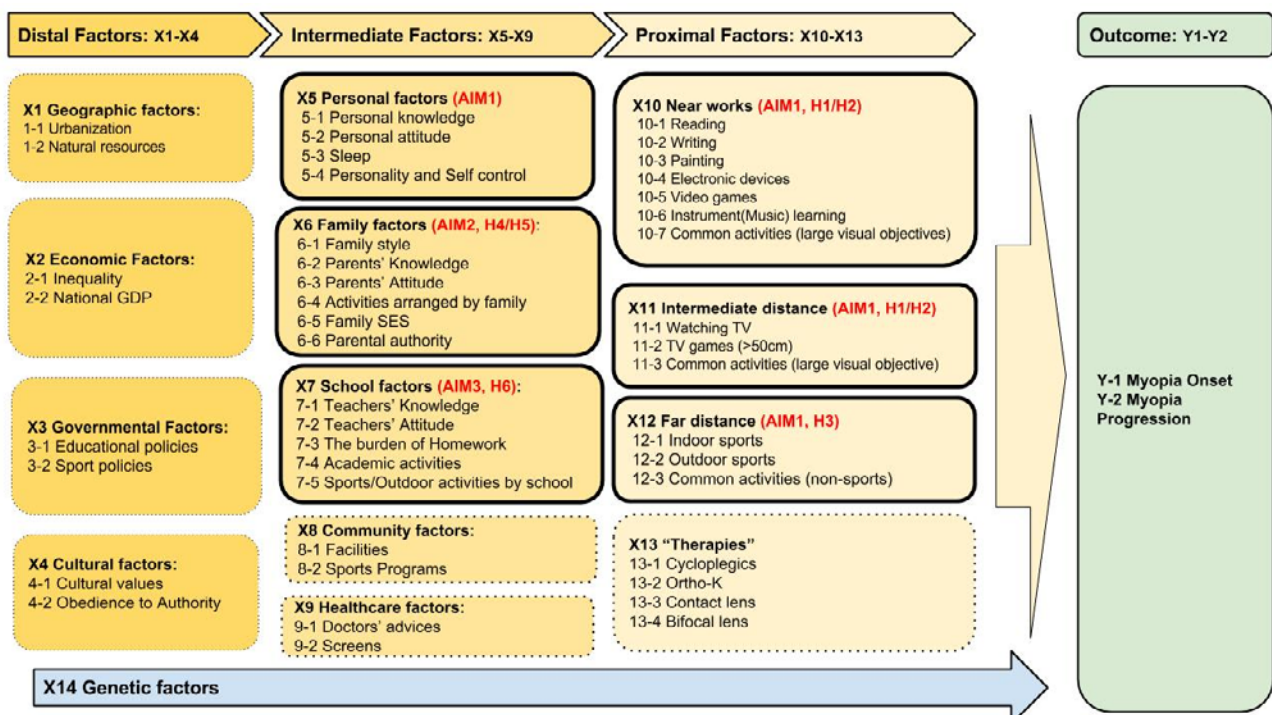 Distal Factors: X1-X4
Intermediate Factors: X5-X9
Proximal Factors: X10-X13
Outcome: Y1-Y2
X1 Geographic factors:
1-1 Urbanization
1-2 Natural resources
X2 Economic Factors:
2-1 Inequality
2-2 National GDP
X3 Governmental Factors:
3-1 Educational policies
3-2 Sport policies
X4 Cultural factors:
4-1 Cultural values
4-2 Obedience to Authority
X5 Personal factors (AIM1)
5-1 Personal knowledge
5-2 Personal attitude
5-3 Sleep
5-4 Personality and Self control
X6 Family factors (AIM2, H4/H5):
6-1 Family style
6-2 Parents' Knowledge
6-3 Parents' Attitude
6-4 Activities arranged by family
6-5 Family SES
6-6 Parental authority
X7 School factors (AIM3, H6):
7-1 Teachers' Knowledge
7-2 Teachers' Attitude
7-3 The burden of Homework
7-4 Academic activities
7-5 Sports/Outdoor activities by school
X8 Community factors:
8-1 Facilities
8-2 Sports Programs
X9 Healthcare factors:
9-1 Doctors' advices
9-2 Screens
X10 Near works (AIM1, H1/H2)
10-1 Reading
10-2 Writing
10-3 Painting
10-4 Electronic devices
10-5 Video games
10-6 Instrument(Music) learning
10-7 Common activities (large visual objectives)
X11 Intermediate distance (AIM1, H1/H2)
11-1 Watching TV
11-2 TV games (>50cm)
11-3 Common activities (large visual objective)
X12 Far distance (AIM1, H3)
12-1 Indoor sports
12-2 Outdoor sports
12-3 Common activities (non-sports)
X13 “Therapies”
13-1 Cycloplegics
13-2 Ortho-K
13-3 Contact lens
13-4 Bifocal lens
Y-1 Myopia Onset
Y-2 Myopia
Progression
X14 Genetic factors